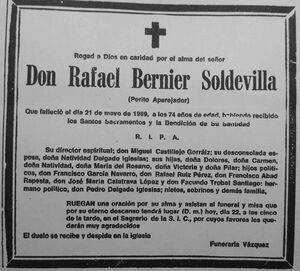 Rogad a Dios en caridad por el alma del señor
Don Rafael Bernier Soldevilla
(Perito Aparejador)
Que falleció el día 21 de mayo de 1969, a los 74 años de edad, habiendo recibido
los Santos Sacramentos y la Bendición de Su Santidad
R. I. P. A.
Su director espiritual; don Miguel Castillejo Gorráiz; su desconsolada es-
posa, doña Natividad Delgado Iglesias; sus hijas, doña Dolores, doña Carmen,
doña Natividad, doña María del Rosario, doña Victoria y doña Pilar; hijos políti-
cos, don Francisco García Navarro, don Rafael Ruiz Pérez, don Francisco Abad
Rapesla, don José María Calatrava López y don Facundo Trobat Santiago; her-
mano político, don Pedro Delgado Iglesias; nietos, sobrinos y demás familia,
RUEGAN una oración por su alma y asistan al funeral y misa que
por su eterno descanso tendrá lugar (D. m.) hoy, día 22, a las cinco
de la tarde, en el Sagrario de la S. I. C., por cuyos favores les queda-
rán muy agradecidos
El duelo se recibe y despide en la iglesia
Funeraria Vázquez